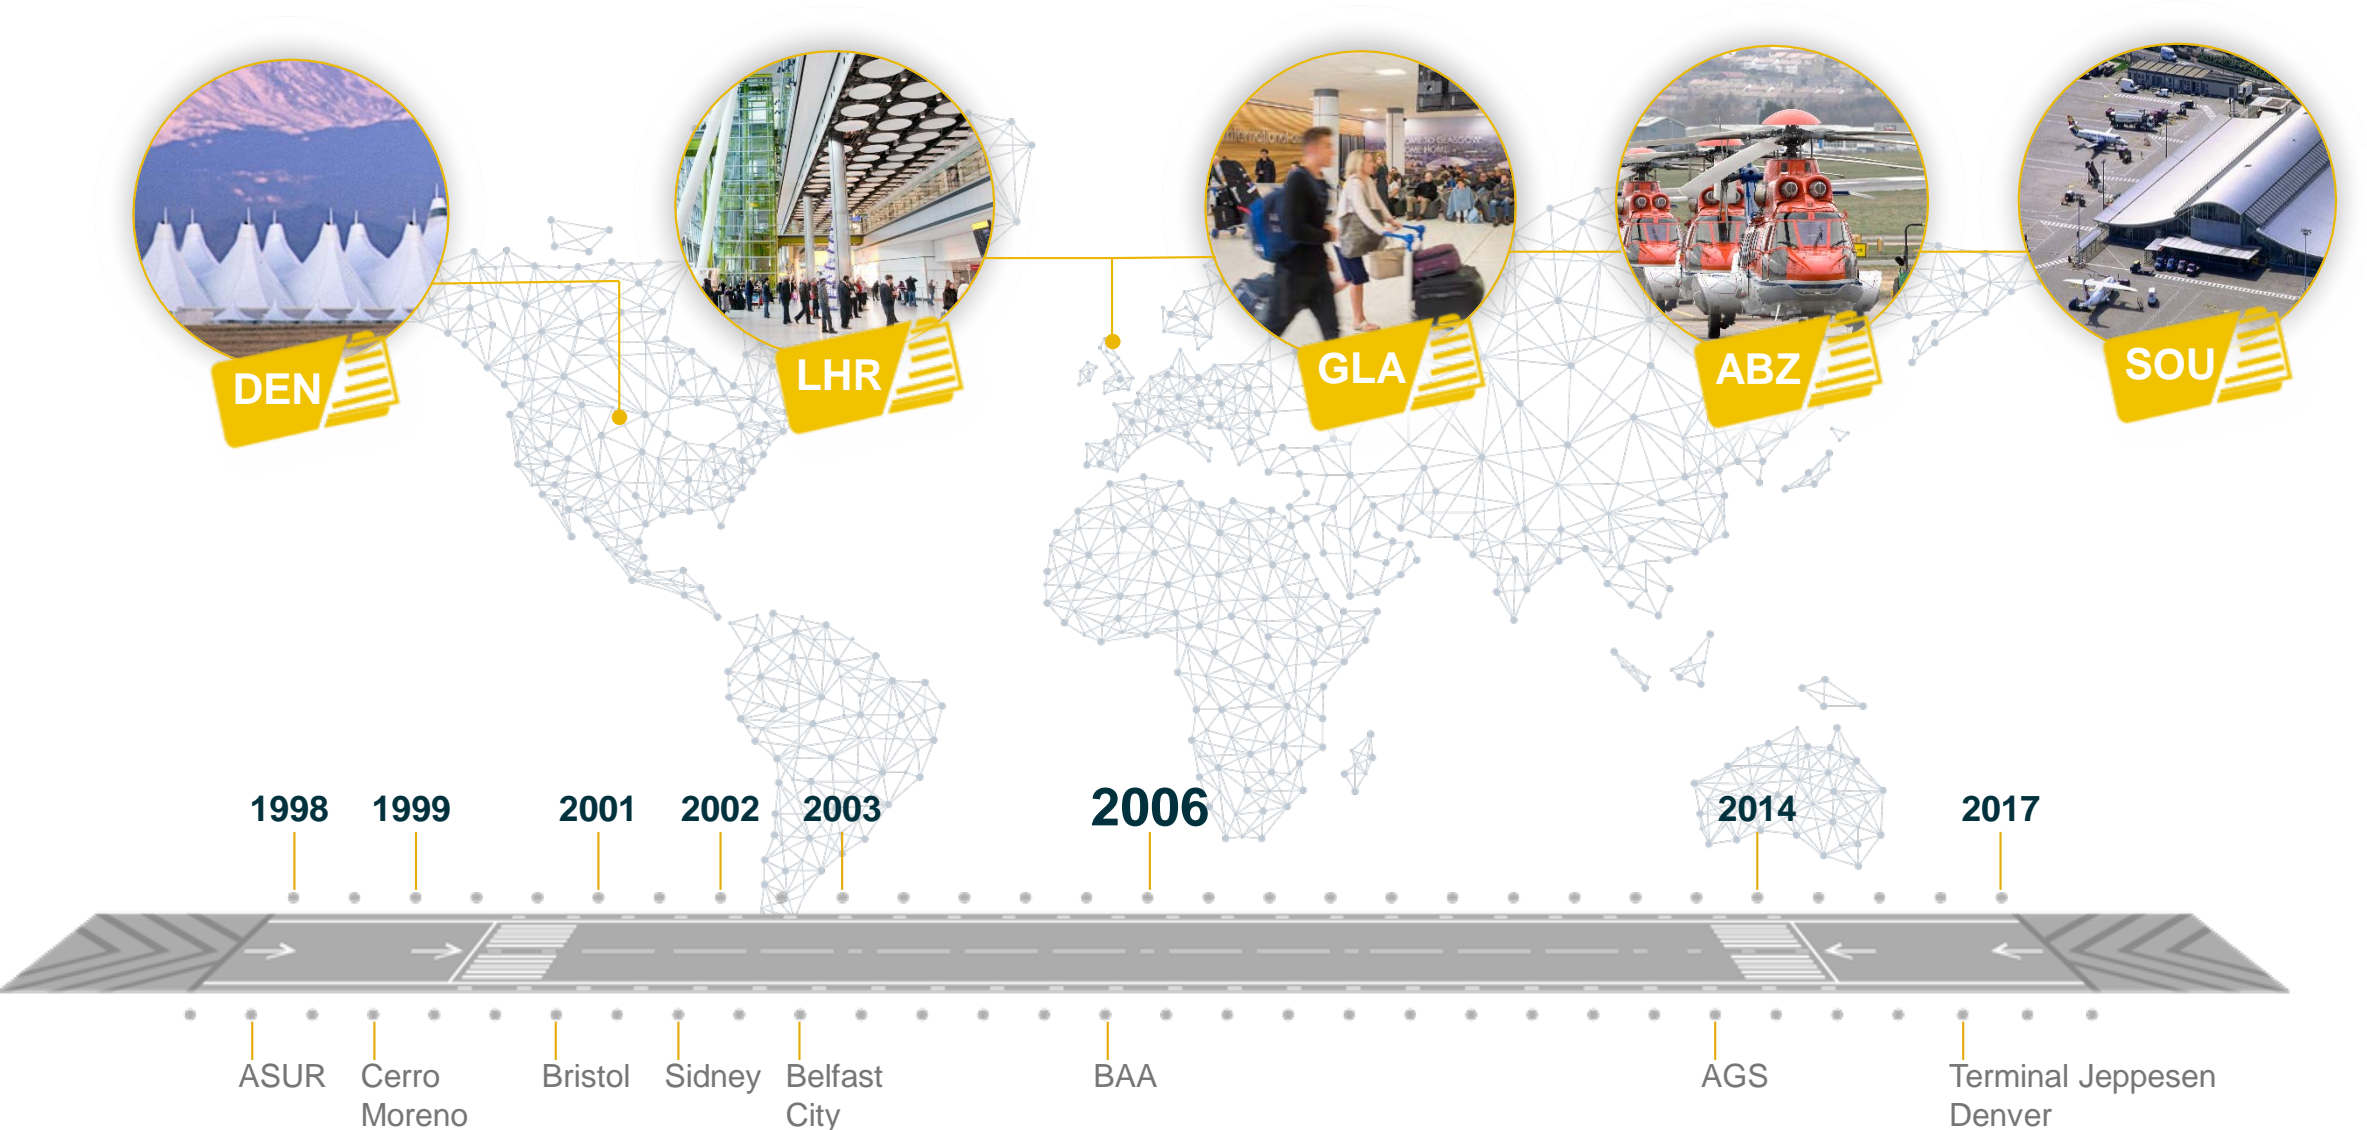 DEN
LHR
GLA
ABZ
SOU
1998 1999 2001 2002 2003 2006 2014 2017
ASUR Cerro Bristol Sidney Belfast BAA AGS Terminal Jeppesen
Moreno City Denver